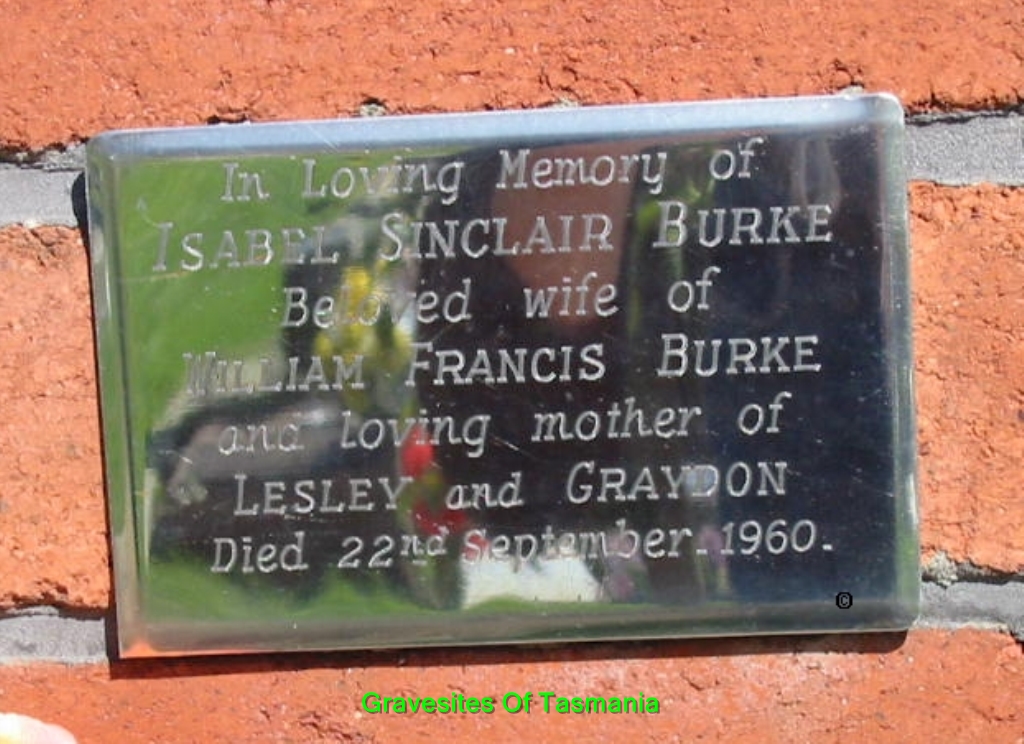 In Loving Memory of
ISABEL SINCLAIR BURKE
Beloved wife of
WILLIAM FRANCIS BURKE
and loving mother of
LESLEY and GRAYDON
Died 22nd September.1960.
©
Gravesites Of Tasmania